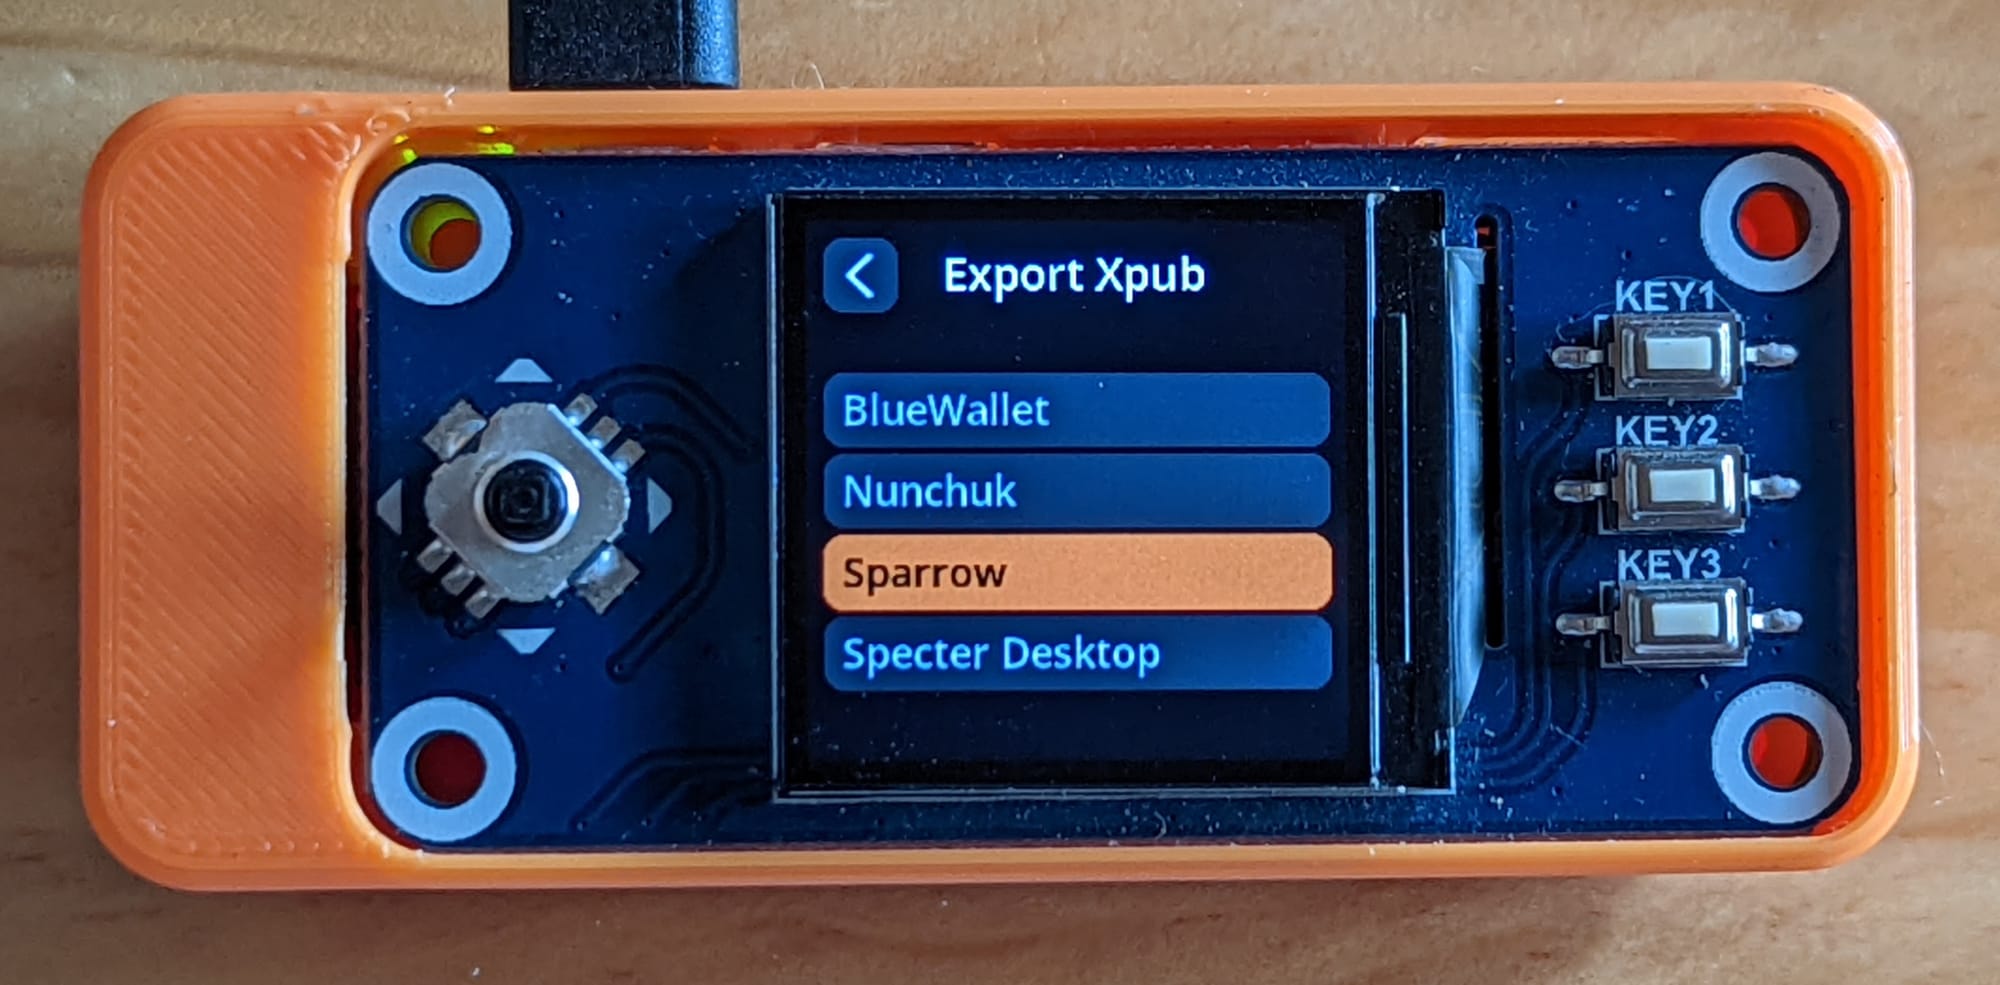 Export Xpub
BlueWallet
Nunchuk
Sparrow
Specter Desktop
KEY1
KEY2
KEY3